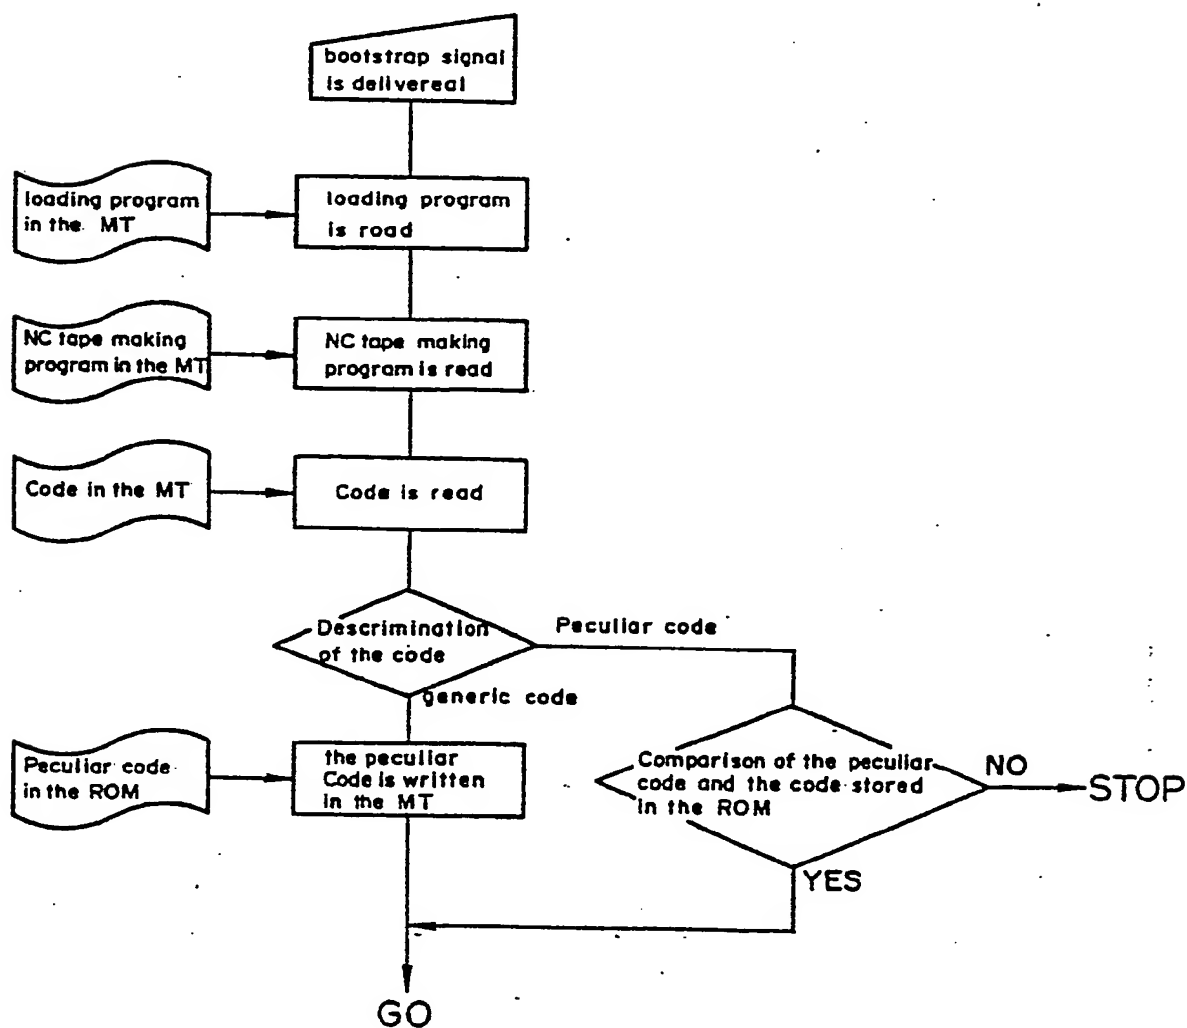 bootstrap signal
is delivereal
loading program
in the MT
loading program
is road
NC tape making
program in the MT
NC tape making
program is read
Code in the MT
Code is read
Descrimination
of the code
Peculiar code
generic code
Peculiar code
in the ROM
the peculiar
Code is written
in the MT
Comparison of the peculiar
code and the code stored
in the ROM
NO
STOP
YES
GO